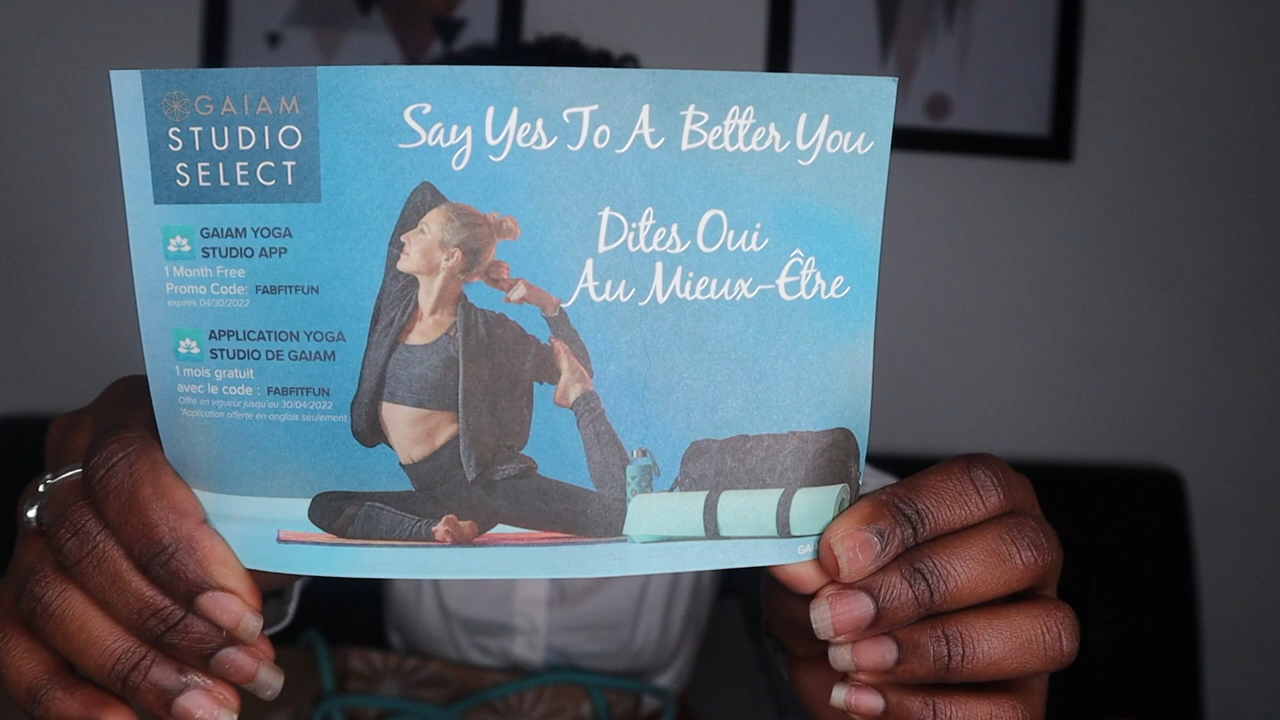 GAIAM
STUDIO
SELECT
Say Yes To A Better You
Dites Oui
Au Mieux-Être
GAIAM YOGA
STUDIO APP
1 Month Free
Promo Code: FABFITFUN
expires 04/30/2022
APPLICATION YOGA
STUDIO DE GAIAM
1 mois gratuit
avec le code : FABFITFUN
Offre en vigueur jusqu'au 30/04/2022
*Application offerte en anglais seulement